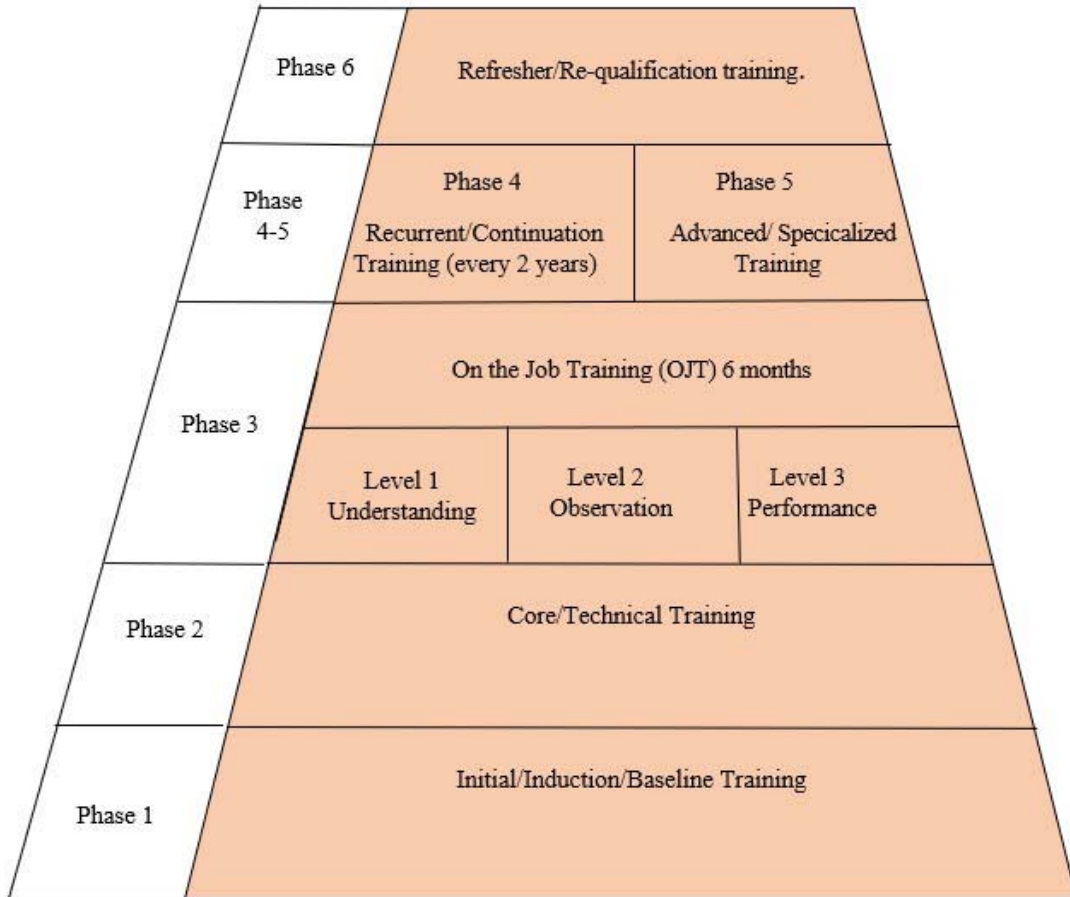 Phase 6
Refresher/Re-qualification training.
Phase
4-5
Phase 4
Recurrent/Continuation
Training (every 2 years)
Phase 5
Advanced/ Specicalized
Training
Phase 3
On the Job Training (OJT) 6 months
Level 1
Understanding
Level 2
Observation
Level 3
Performance
Phase 2
Core/Technical Training
Phase 1
Initial/Induction/Baseline Training